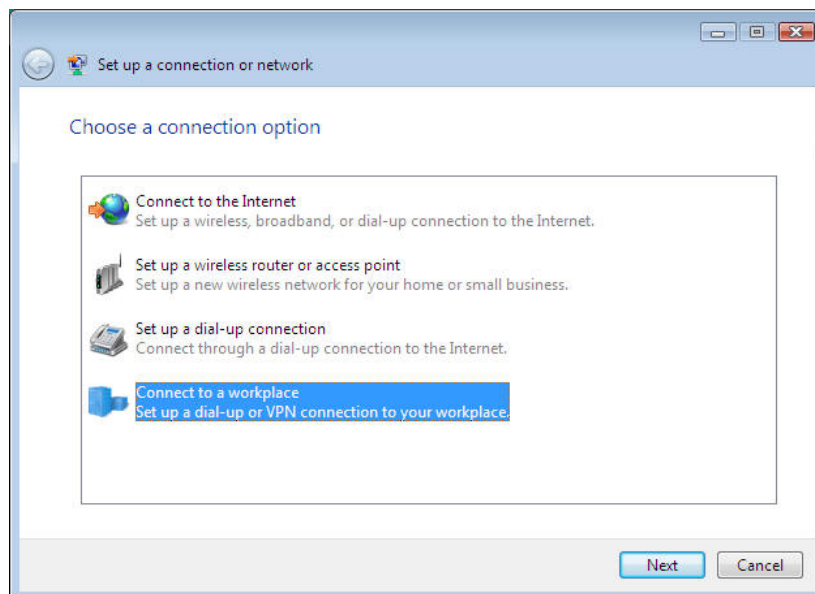 Set up a connection or network
Choose a connection option
Connect to the Internet
Set up a wireless, broadband, or dial-up connection to the Internet.
Set up a wireless router or access point
Set up a new wireless network for your home or small business.
Set up a dial-up connection
Connect through a dial-up connection to the Internet.
Connect to a workplace
Set up a dial-up or VPN connection to your workplace.
Next Cancel